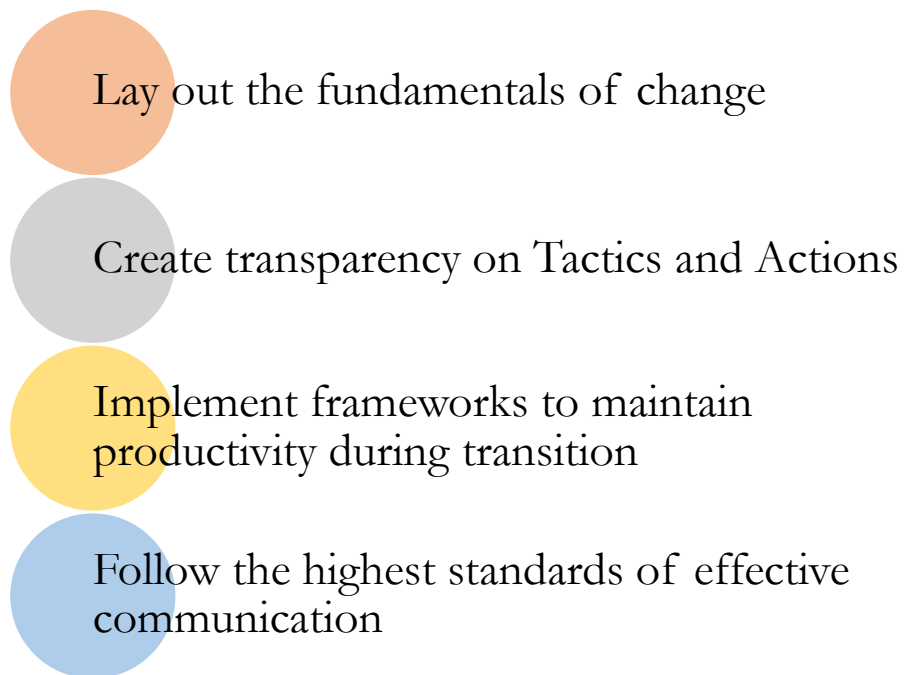 Lay out the fundamentals of change
Create transparency on Tactics and Actions
Implement frameworks to maintain
productivity during transition
Follow the highest standards of effective
communication